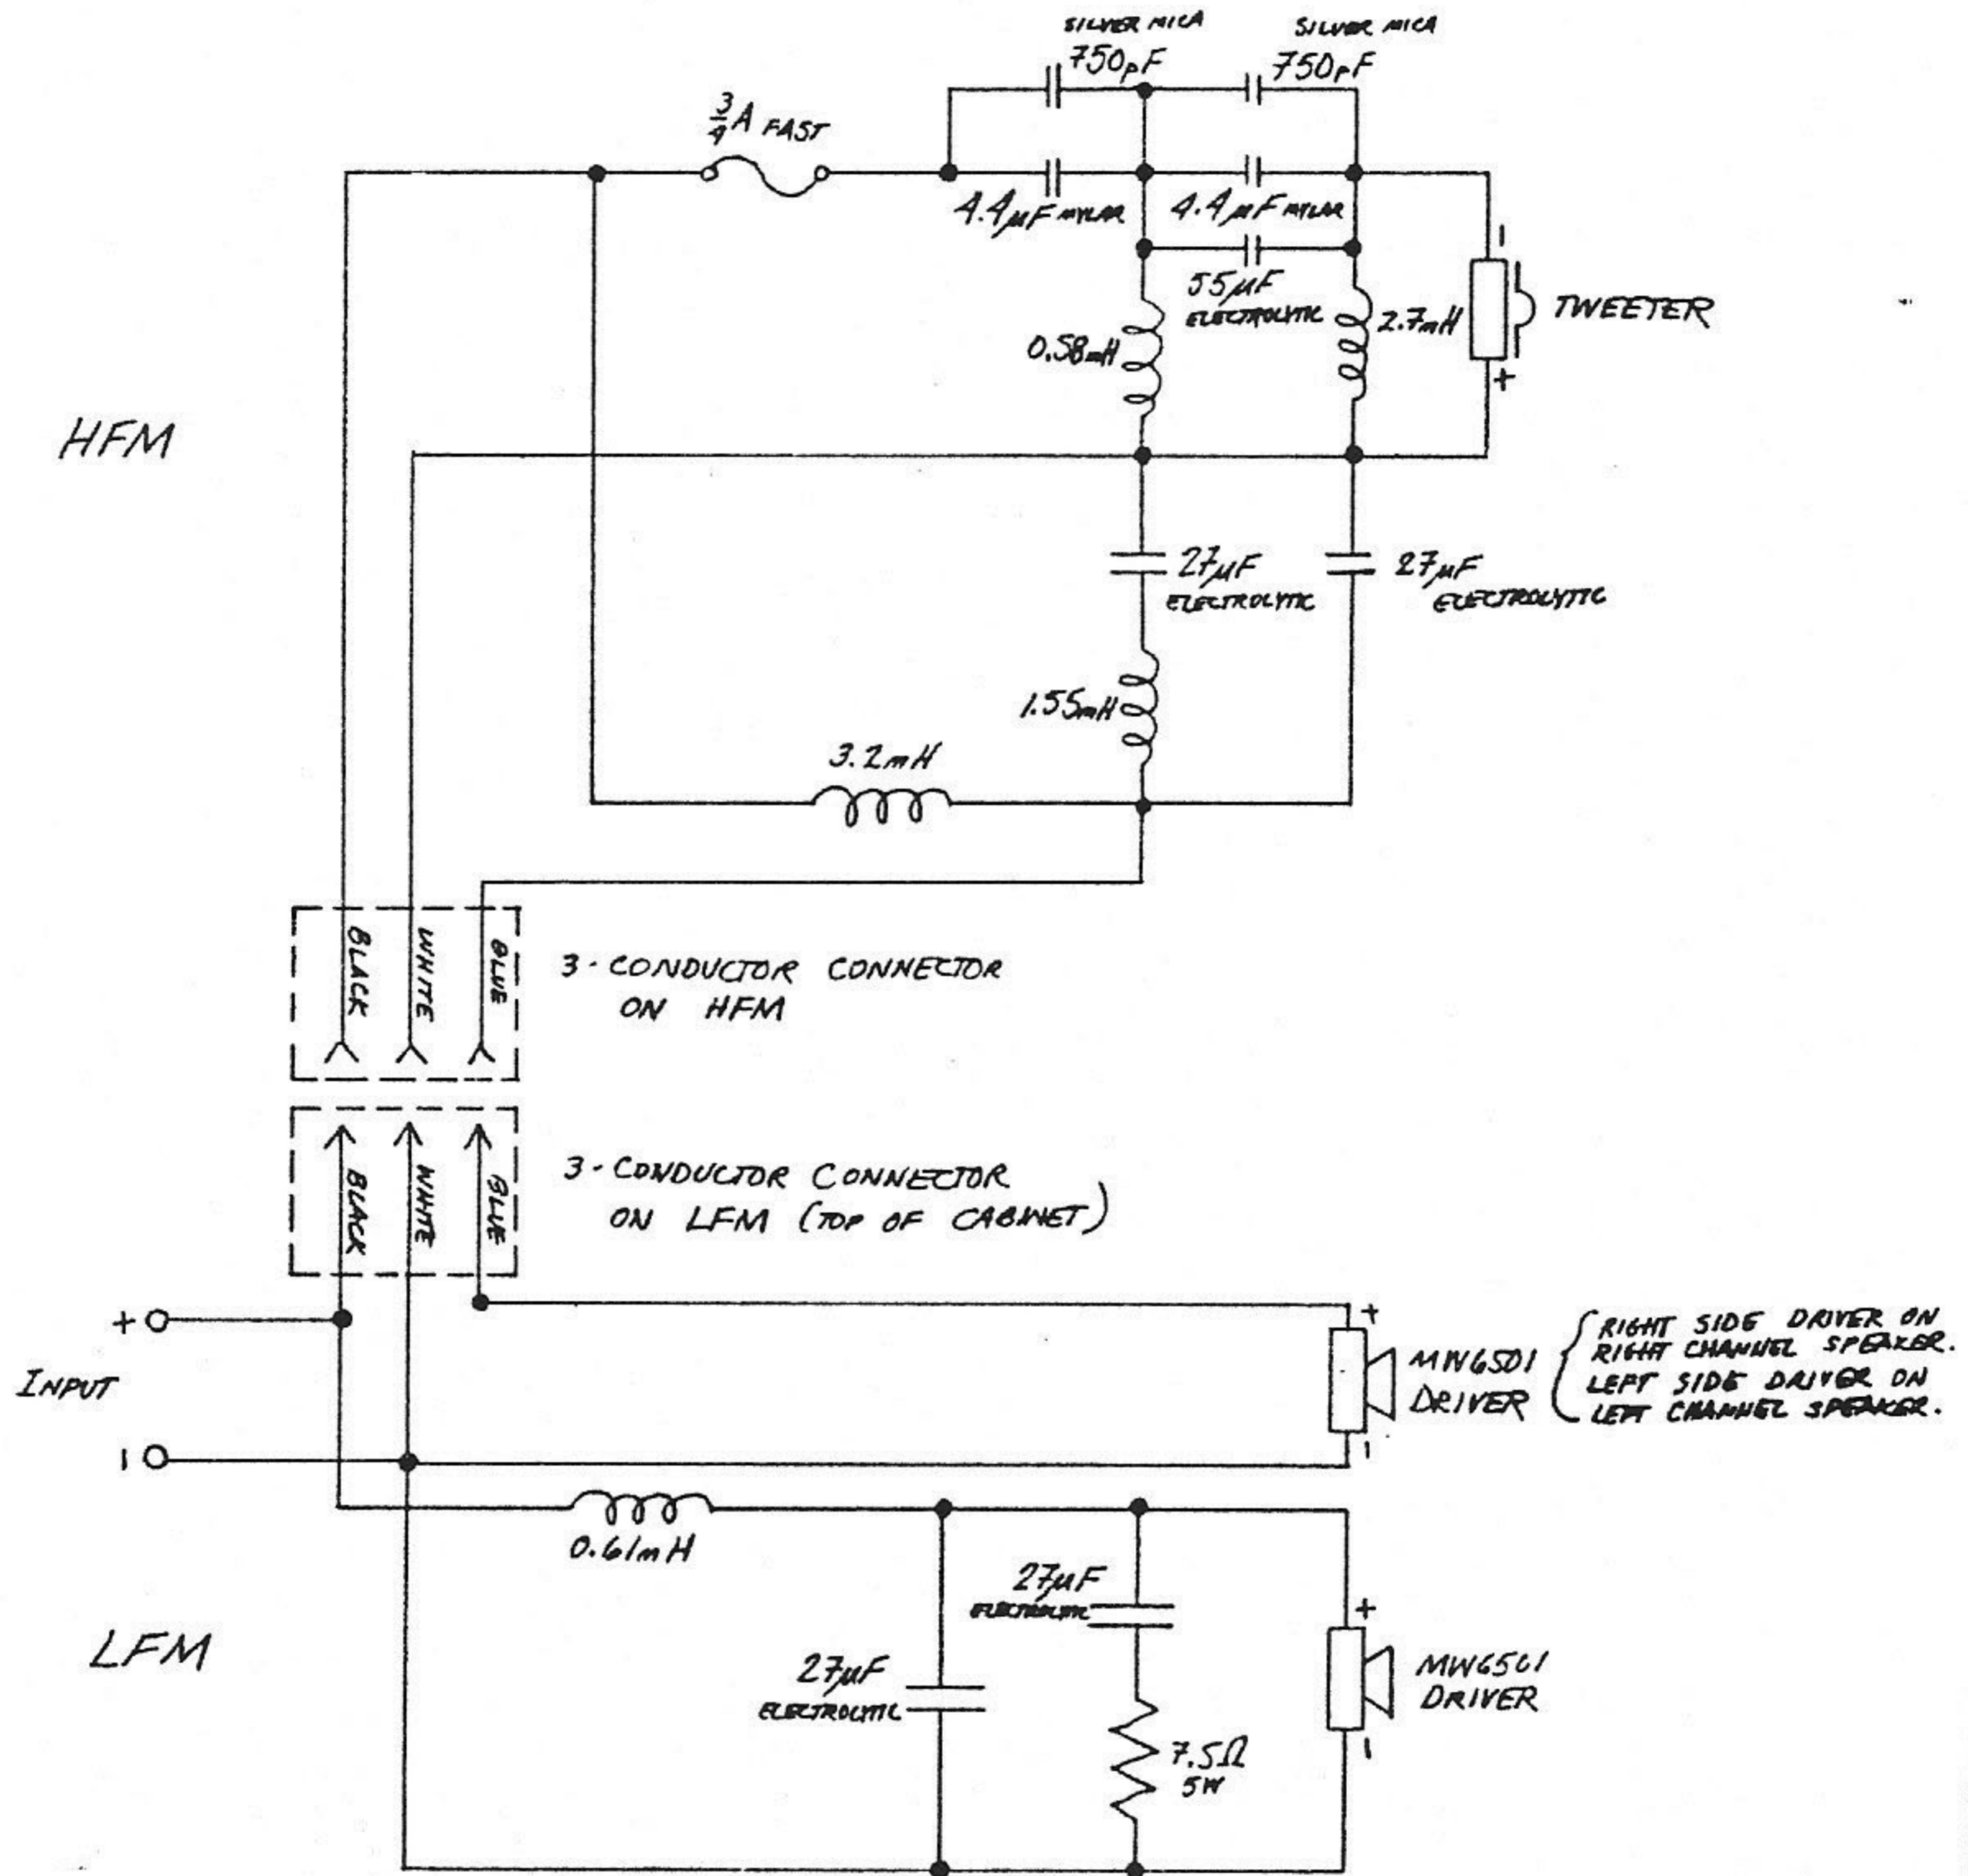 SILVER MICA
750pF
SILVER MICA
750pF
3/4A FAST
4.4µF MYLAR
4.4µF MYLAR
55µF
ELECTROLYTIC
0.58mH
2.7mH
-
TWEETER
+
HFM
27µF
ELECTROLYTIC
27µF
ELECTROLYTIC
1.55mH
3.2mH
BLACK
WHITE
BLUE
3-CONDUCTOR CONNECTOR
ON HFM
BLACK
WHITE
BLUE
3-CONDUCTOR CONNECTOR
ON LFM (TOP OF CABINET)
+
INPUT
-
+
MW6501
DRIVER
-
RIGHT SIDE DRIVER ON
RIGHT CHANNEL SPEAKER.
LEFT SIDE DRIVER ON
LEFT CHANNEL SPEAKER.
0.61mH
LFM
27µF
ELECTROLYTIC
27µF
ELECTROLYTIC
7.5Ω
5W
+
MW6501
DRIVER
-